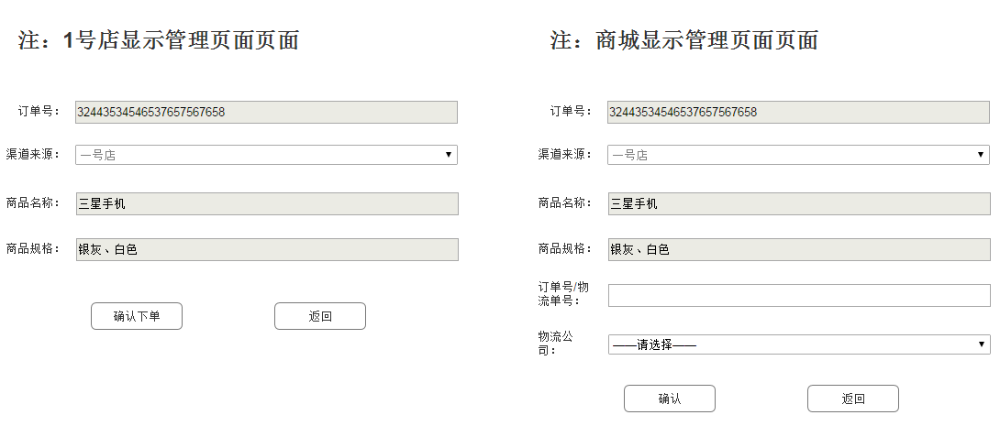 注：1号店显示管理页面页面
订单号： 32443534546537657567658
渠道来源： 一号店
商品名称： 三星手机
商品规格： 银灰、白色
确认下单 返回
注：商城显示管理页面页面
订单号： 32443534546537657567658
渠道来源： 一号店
商品名称： 三星手机
商品规格： 银灰、白色
订单号/物
流单号：
物流公
司： ——请选择——
确认 返回